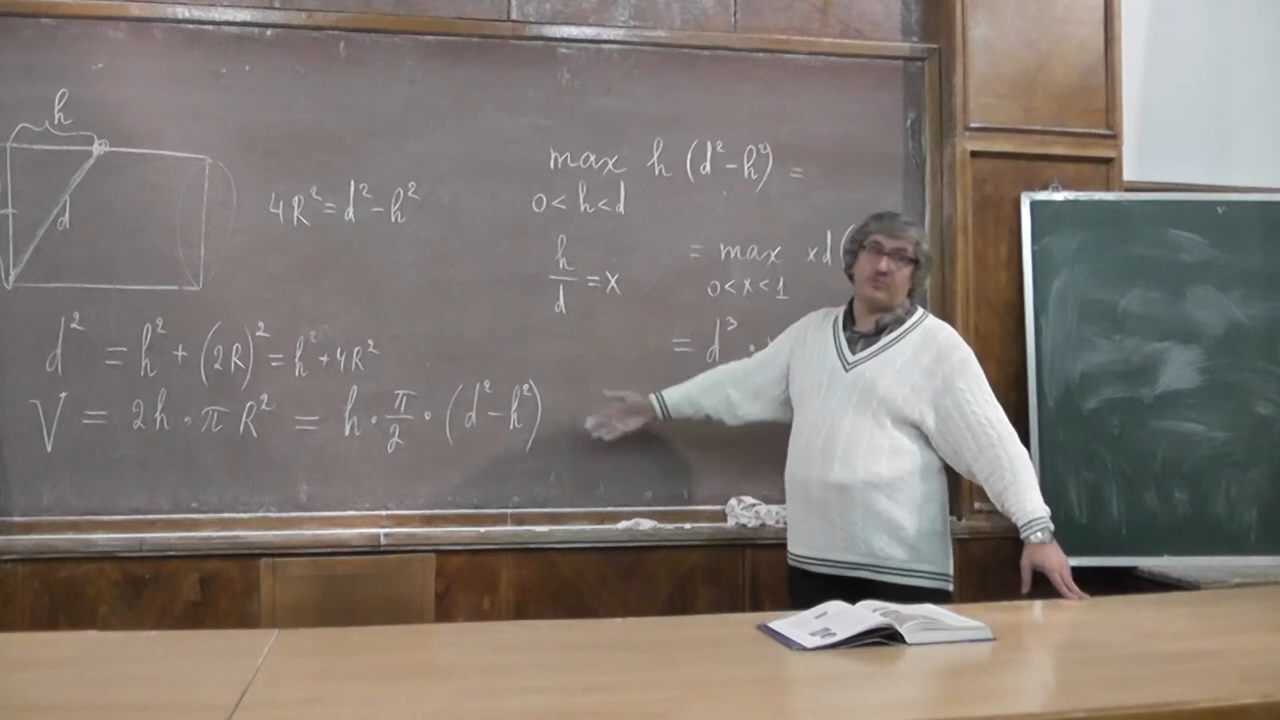 h
d
4R² = d² - h²
d² = h² + (2R)² = h² + 4R²
V = 2h · π R² = h · π/2 · (d² - h²)
max h (d² - h²) =
0 < h < d
h/d = x
= max xd(
0 < x < 1
= d³ ·